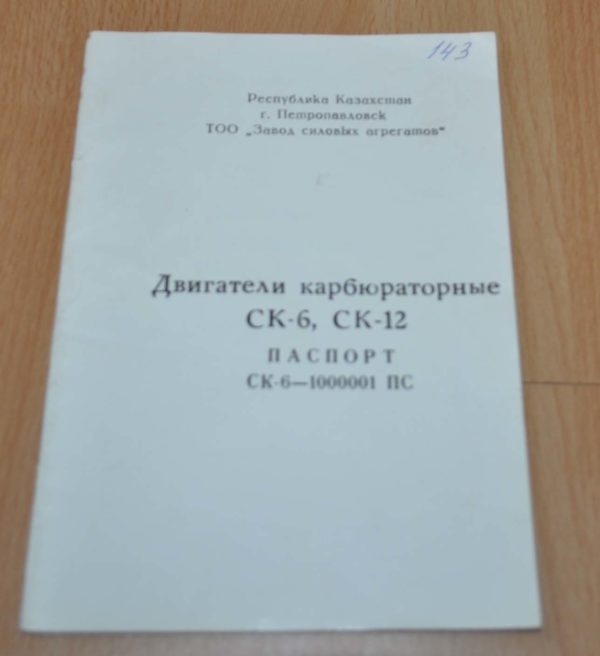 143
Республика Казахстан
г. Петропавловск
ТОО „Завод силовых агрегатов“
Двигатели карбюраторные
СК-6, СК-12
ПАСПОРТ
СК-6—1000001 ПС